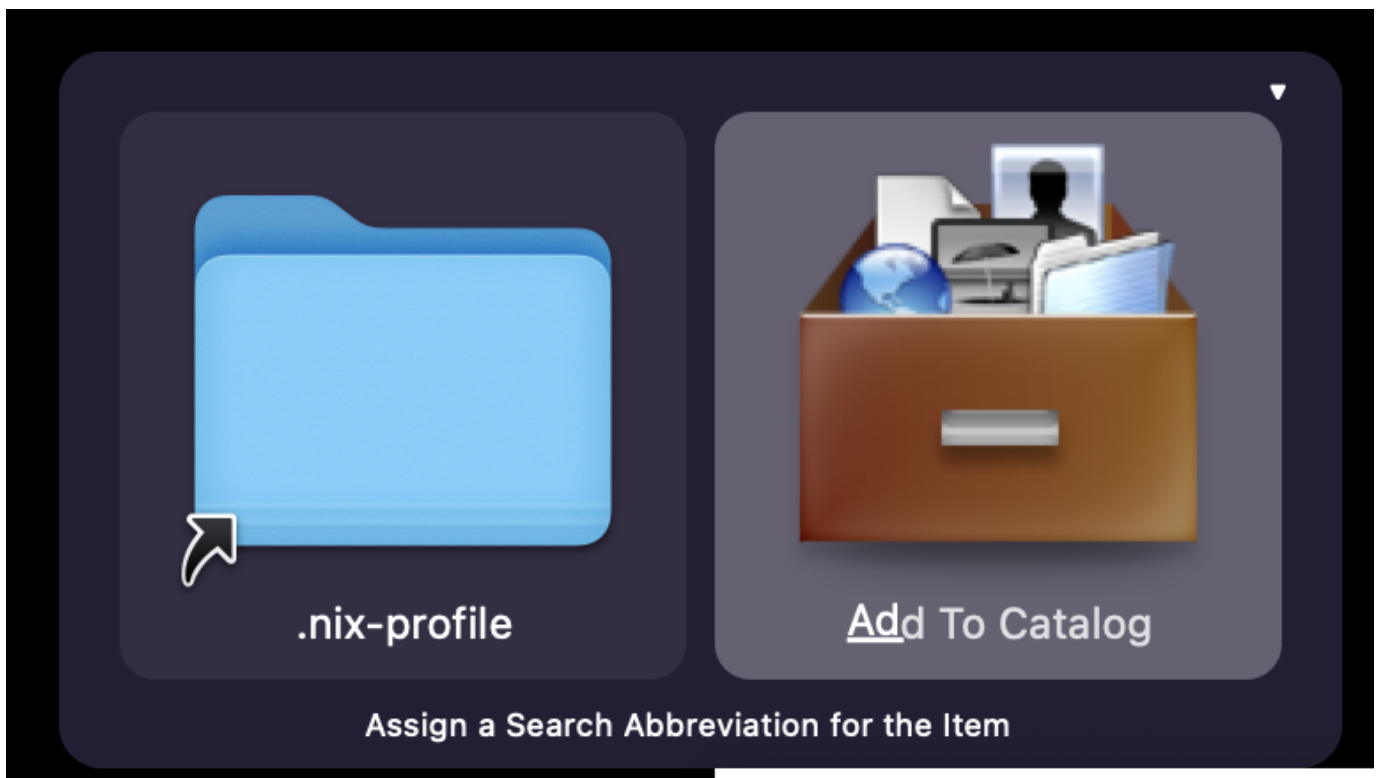 .nix-profile
Add To Catalog
Assign a Search Abbreviation for the Item